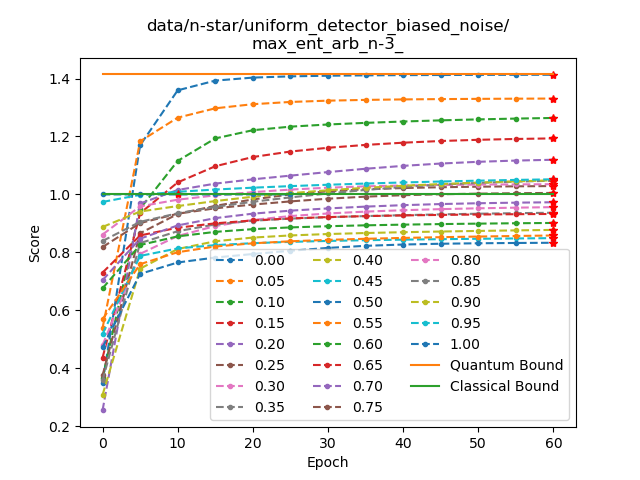 data/n-star/uniform_detector_biased_noise/
max_ent_arb_n-3_
1.4
1.2
1.0
0.8
0.6
0.4
0.2
Score
0.00 0.40 0.80
0.05 0.45 0.85
0.10 0.50 0.90
0.15 0.55 0.95
0.20 0.60 1.00
0.25 0.65 Quantum Bound
0.30 0.70 Classical Bound
0.35 0.75
0 10 20 30 40 50 60
Epoch